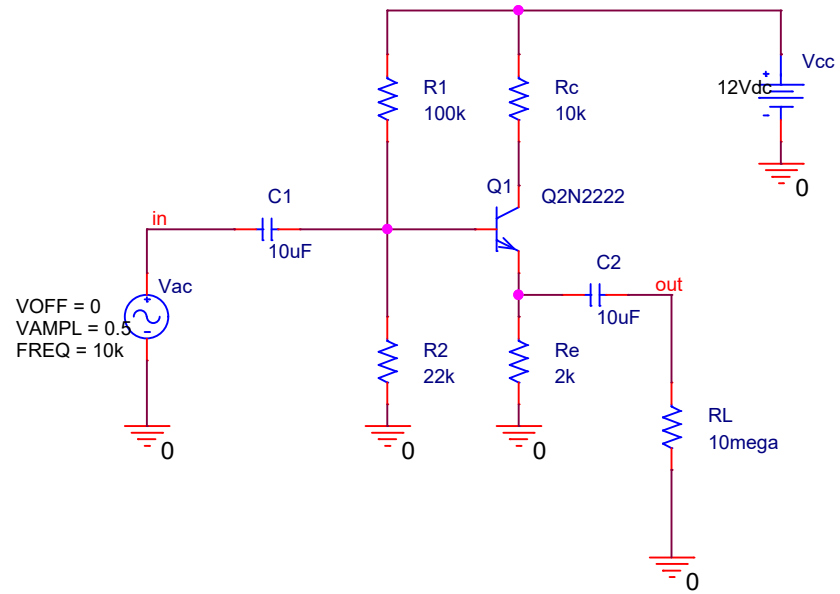 Vcc
12Vdc
R1
100k
Rc
10k
0
C1
Q1
Q2N2222
in
10uF
C2
out
Vac
10uF
VOFF = 0
VAMPL = 0.5
FREQ = 10k
R2
22k
Re
2k
RL
10mega
0
0
0
0